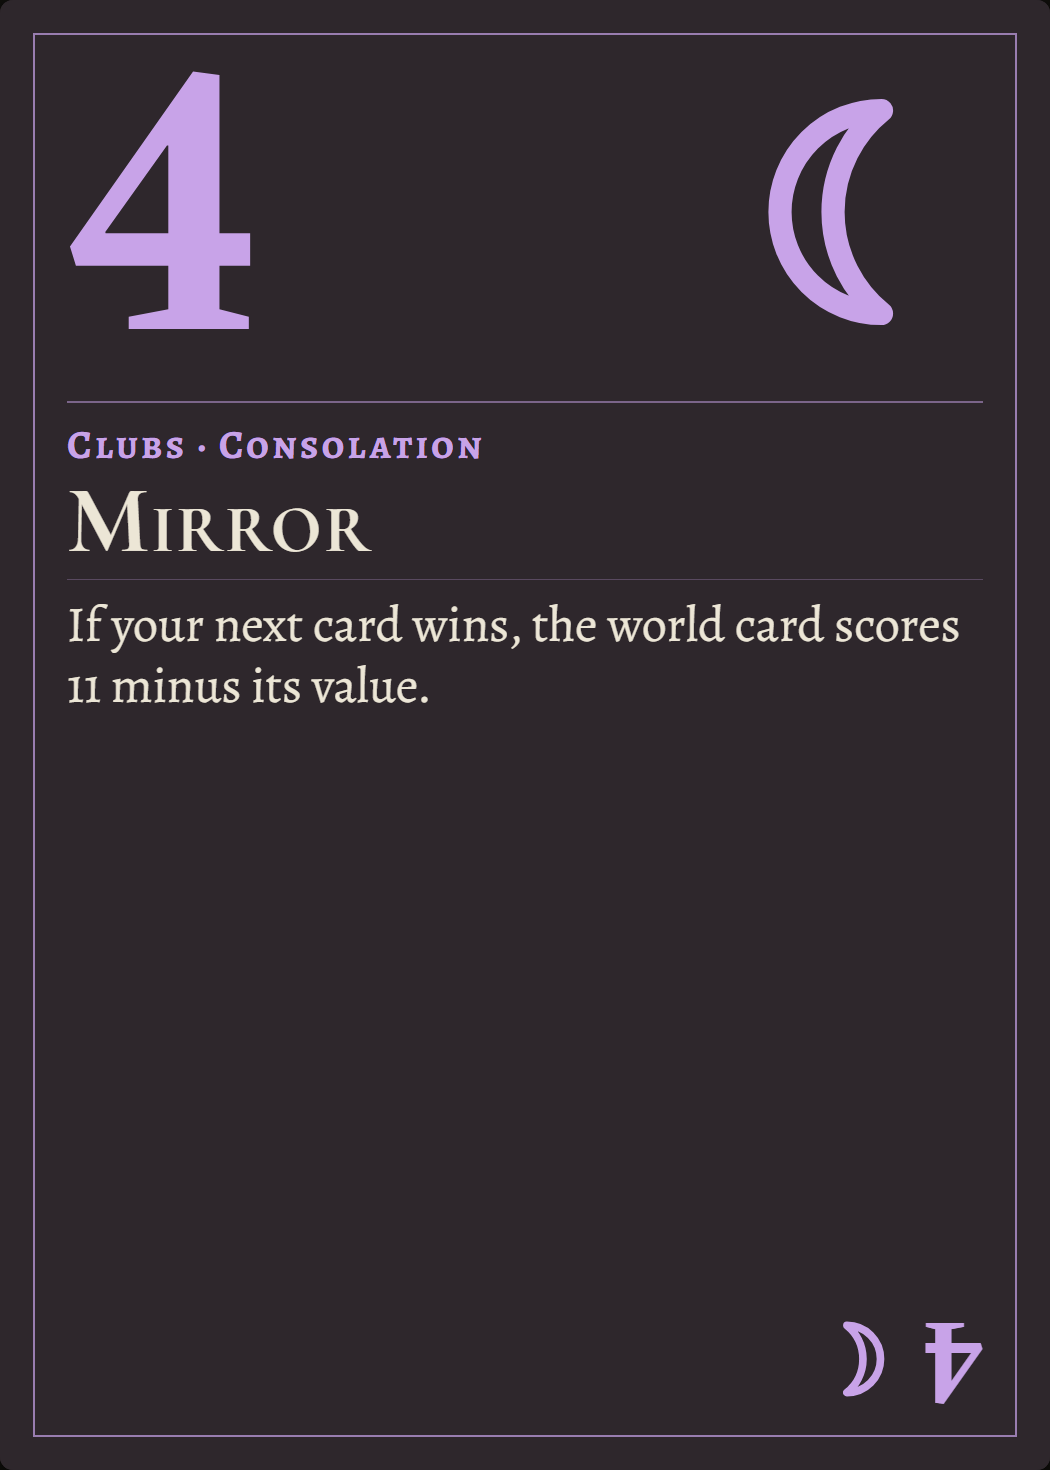 4
Clubs · Consolation
Mirror
If your next card wins, the world card scores
11 minus its value.
4